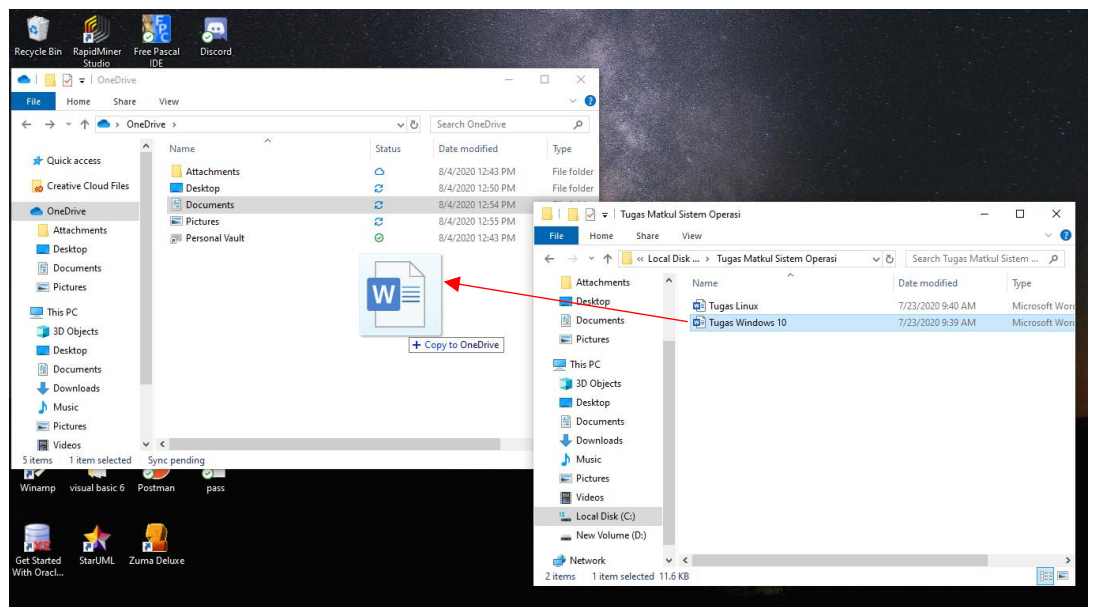 Recycle Bin
RapidMiner
Studio
Free Pascal
IDE
Discord
OneDrive
File Home Share View
OneDrive
Search OneDrive
Quick access
Creative Cloud Files
OneDrive
Attachments
Desktop
Documents
Pictures
This PC
3D Objects
Desktop
Documents
Downloads
Music
Pictures
Videos
Name Status Date modified Type
Attachments 8/4/2020 12:43 PM File folder
Desktop 8/4/2020 12:50 PM File folder
Documents 8/4/2020 12:54 PM
Pictures 8/4/2020 12:55 PM
Personal Vault 8/4/2020 12:43 PM
W
+ Copy to OneDrive
5 items 1 item selected Sync pending
Tugas Matkul Sistem Operasi
File Home Share View
« Local Disk ... › Tugas Matkul Sistem Operasi
Search Tugas Matkul Sistem ...
Attachments
Desktop
Documents
Pictures
This PC
3D Objects
Desktop
Documents
Downloads
Music
Pictures
Videos
Local Disk (C:)
New Volume (D:)
Network
Name Date modified Type
Tugas Linux 7/23/2020 9:40 AM Microsoft Word
Tugas Windows 10 7/23/2020 9:39 AM Microsoft Word
2 items 1 item selected 11.6 KB
Winamp
visual basic 6
Postman
pass
Get Started
With Oracl...
StarUML
Zuma Deluxe